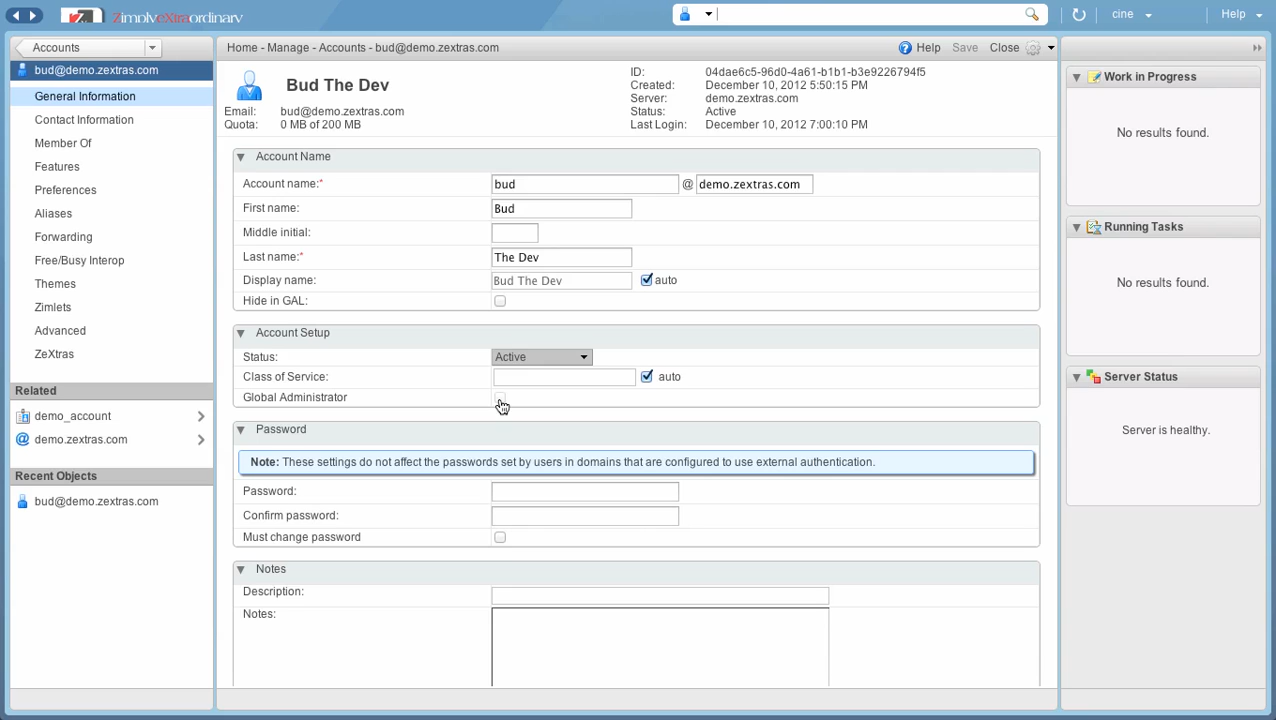 ZimplyeXtraordinary
cine
Help
Accounts
bud@demo.zextras.com
General Information
Contact Information
Member Of
Features
Preferences
Aliases
Forwarding
Free/Busy Interop
Themes
Zimlets
Advanced
ZeXtras
Related
demo_account
demo.zextras.com
Recent Objects
bud@demo.zextras.com
Home - Manage - Accounts - bud@demo.zextras.com
Help Save Close
Bud The Dev
Email: bud@demo.zextras.com
Quota: 0 MB of 200 MB
ID: 04dae6c5-96d0-4a61-b1b1-b3e9226794f5
Created: December 10, 2012 5:50:15 PM
Server: demo.zextras.com
Status: Active
Last Login: December 10, 2012 7:00:10 PM
Account Name
Account name:* bud @ demo.zextras.com
First name: Bud
Middle initial:
Last name:* The Dev
Display name: Bud The Dev auto
Hide in GAL:
Account Setup
Status: Active
Class of Service: auto
Global Administrator
Password
Note: These settings do not affect the passwords set by users in domains that are configured to use external authentication.
Password:
Confirm password:
Must change password
Notes
Description:
Notes:
Work in Progress
No results found.
Running Tasks
No results found.
Server Status
Server is healthy.